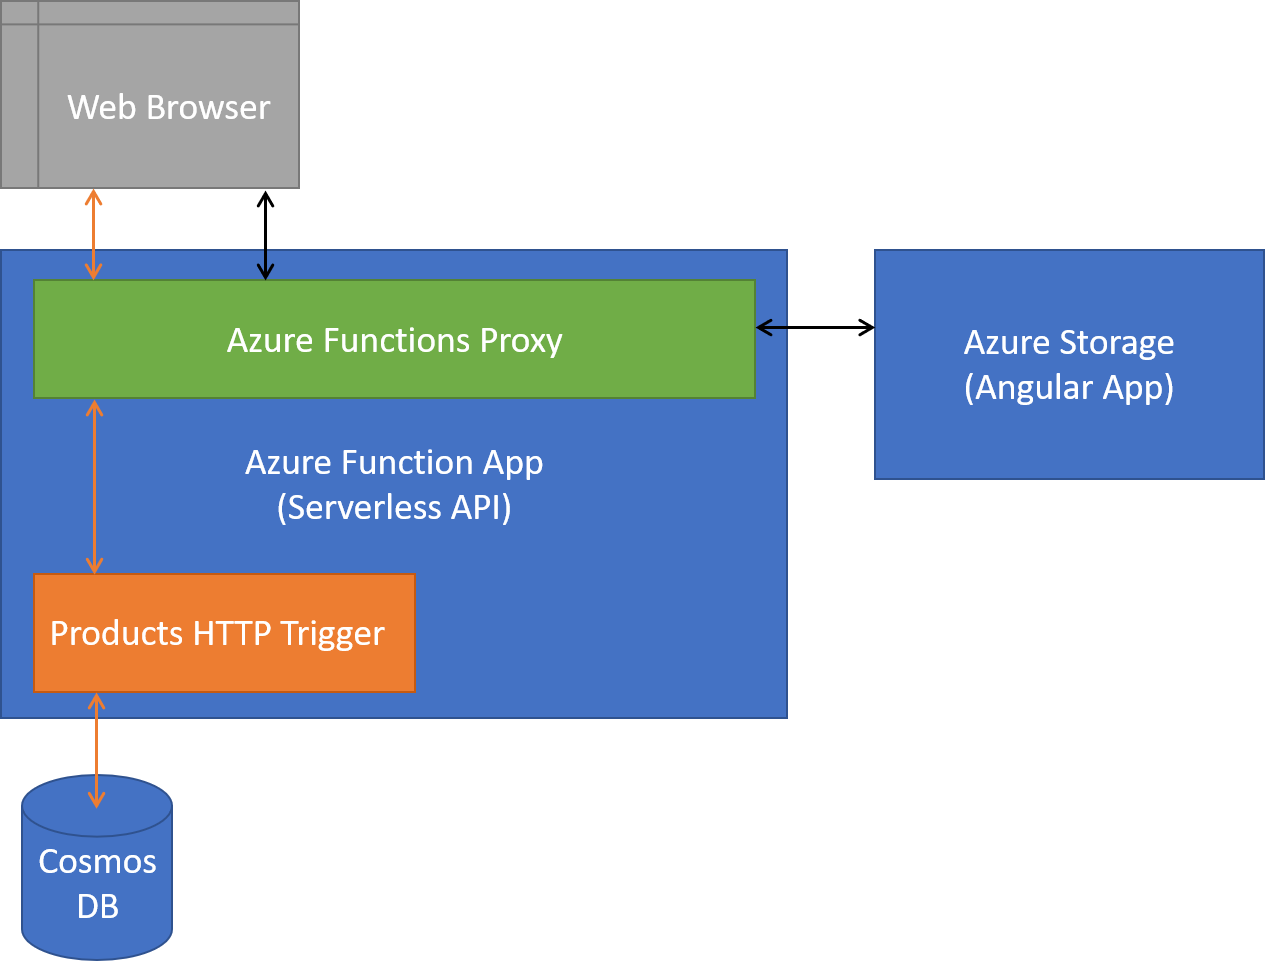 Web Browser
Azure Functions Proxy
Azure Storage
(Angular App)
Azure Function App
(Serverless API)
Products HTTP Trigger
Cosmos
DB